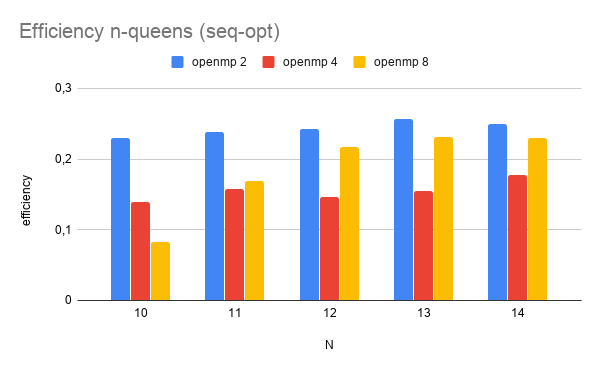 Efficiency n-queens (seq-opt)
openmp 2 openmp 4 openmp 8
0,3
0,2
0,1
0
efficiency
10 11 12 13 14
N